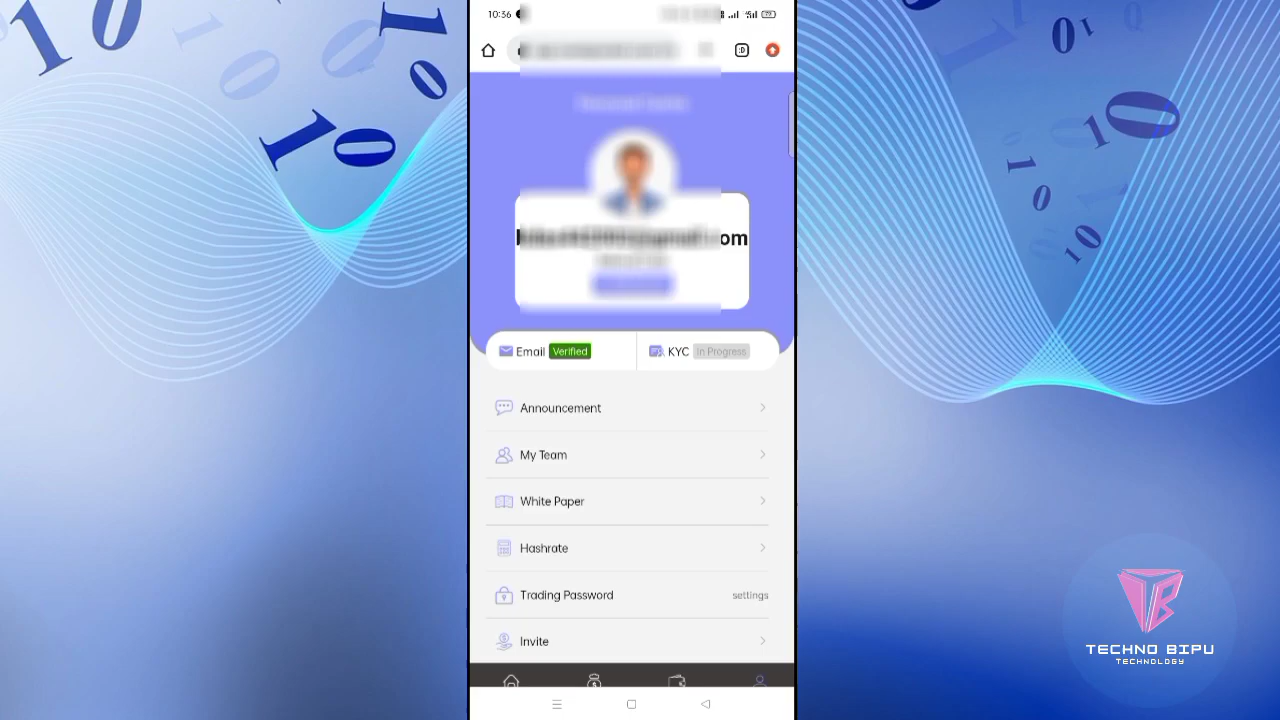 10:36
om
Email Verified
KYC In Progress
Announcement
My Team
White Paper
Hashrate
Trading Password settings
Invite
TECHNO BIPU
TECHNOLOGY